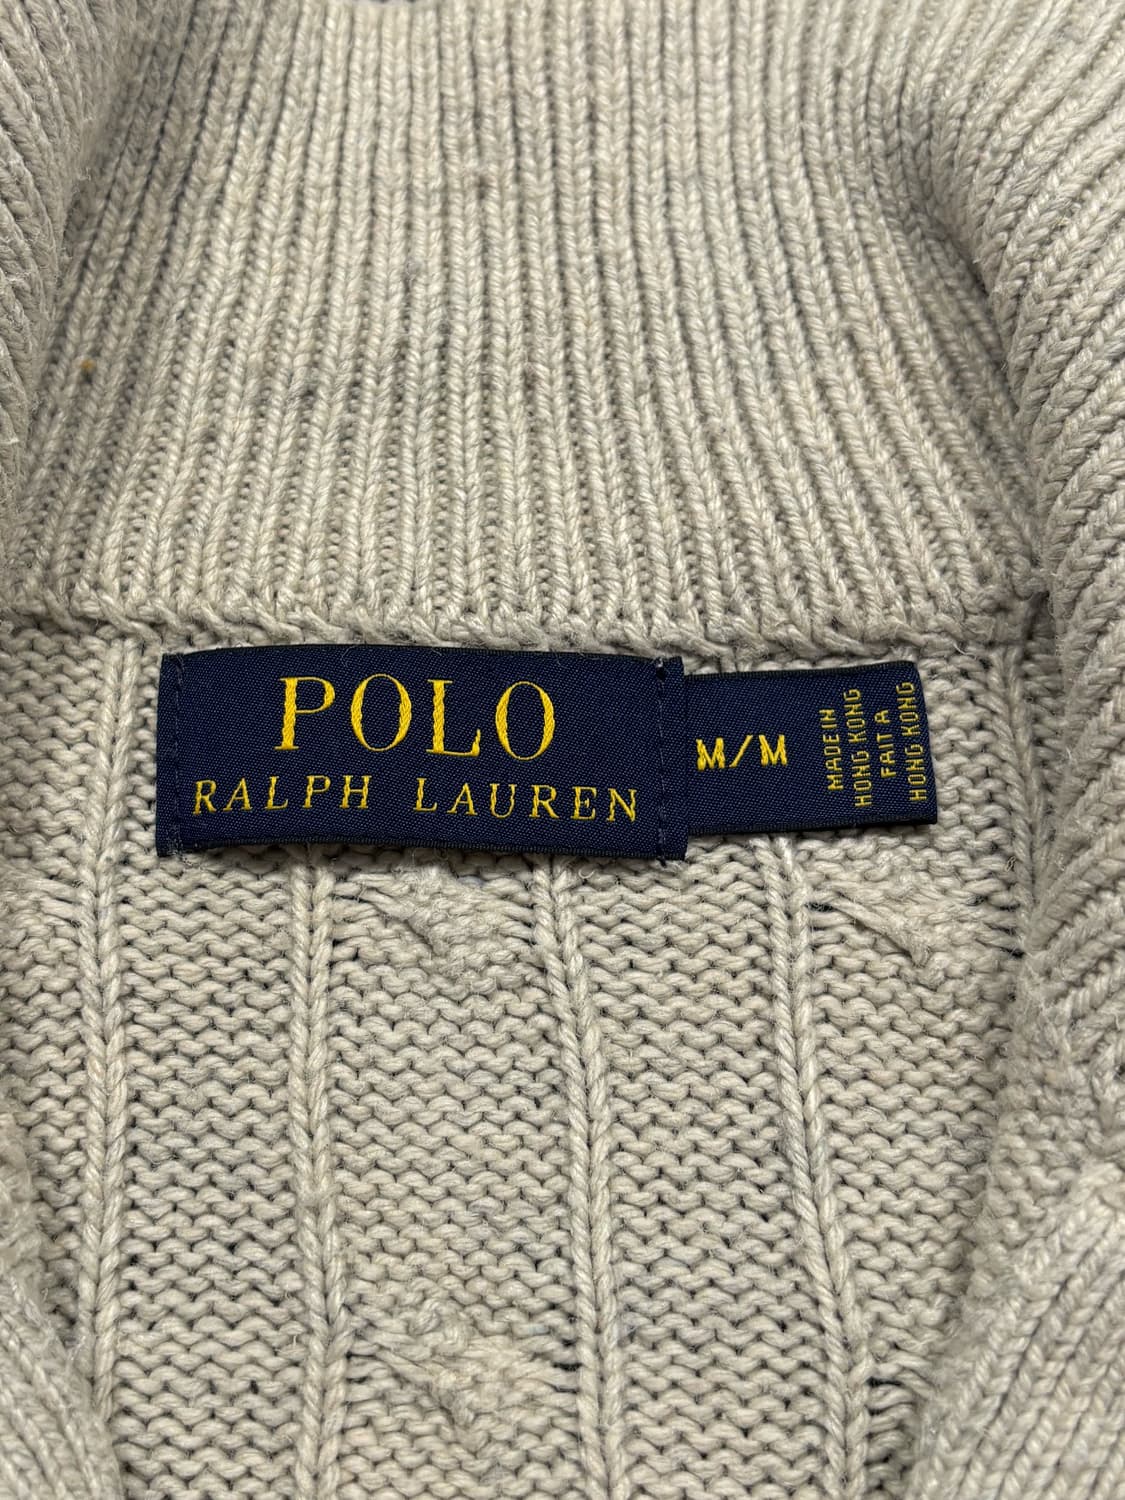 POLO
RALPH LAUREN
M/M
MADE IN
HONG KONG
FAIT A
HONG KONG